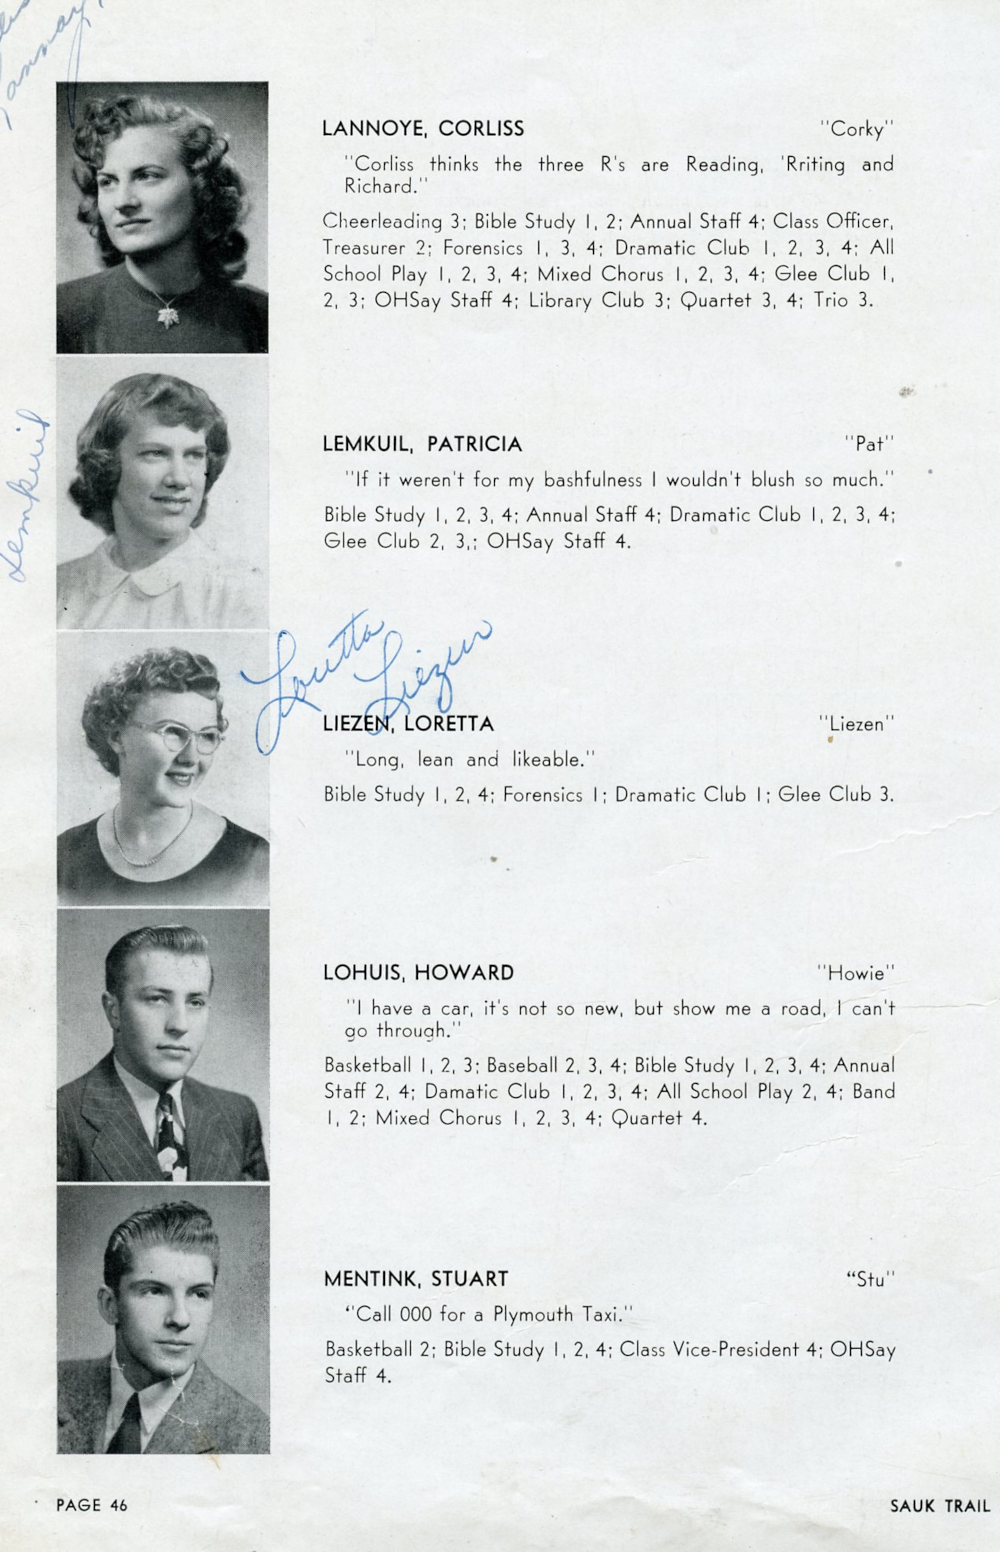 Lannoy
LANNOYE, CORLISS "Corky"
"Corliss thinks the three R's are Reading, 'Rriting and
Richard."
Cheerleading 3; Bible Study 1, 2; Annual Staff 4; Class Officer,
Treasurer 2; Forensics 1, 3, 4; Dramatic Club 1, 2, 3, 4; All
School Play 1, 2, 3, 4; Mixed Chorus 1, 2, 3, 4; Glee Club 1,
2, 3; OHSay Staff 4; Library Club 3; Quartet 3, 4; Trio 3.
Lemkuil
LEMKUIL, PATRICIA "Pat"
"If it weren't for my bashfulness I wouldn't blush so much."
Bible Study 1, 2, 3, 4; Annual Staff 4; Dramatic Club 1, 2, 3, 4;
Glee Club 2, 3,; OHSay Staff 4.
Loretta
Liezen
LIEZEN, LORETTA "Liezen"
"Long, lean and likeable."
Bible Study 1, 2, 4; Forensics 1; Dramatic Club 1; Glee Club 3.
LOHUIS, HOWARD "Howie"
"I have a car, it's not so new, but show me a road, I can't
go through."
Basketball 1, 2, 3; Baseball 2, 3, 4; Bible Study 1, 2, 3, 4; Annual
Staff 2, 4; Damatic Club 1, 2, 3, 4; All School Play 2, 4; Band
1, 2; Mixed Chorus 1, 2, 3, 4; Quartet 4.
MENTINK, STUART "Stu"
"Call 000 for a Plymouth Taxi."
Basketball 2; Bible Study 1, 2, 4; Class Vice-President 4; OHSay
Staff 4.
PAGE 46 SAUK TRAIL